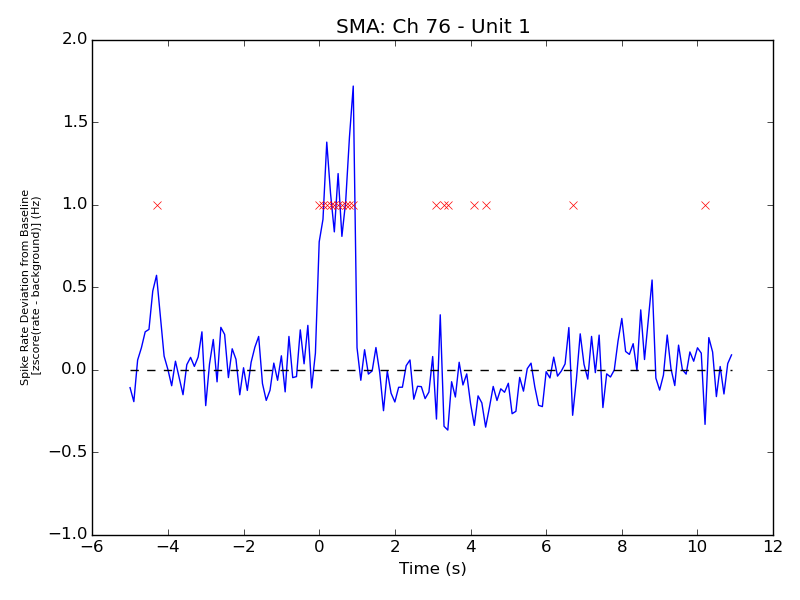 SMA: Ch 76 - Unit 1
2.0
1.5
1.0
0.5
0.0
−0.5
−1.0
Spike Rate Deviation from Baseline
[zscore(rate - background)] (Hz)
−6 −4 −2 0 2 4 6 8 10 12
Time (s)